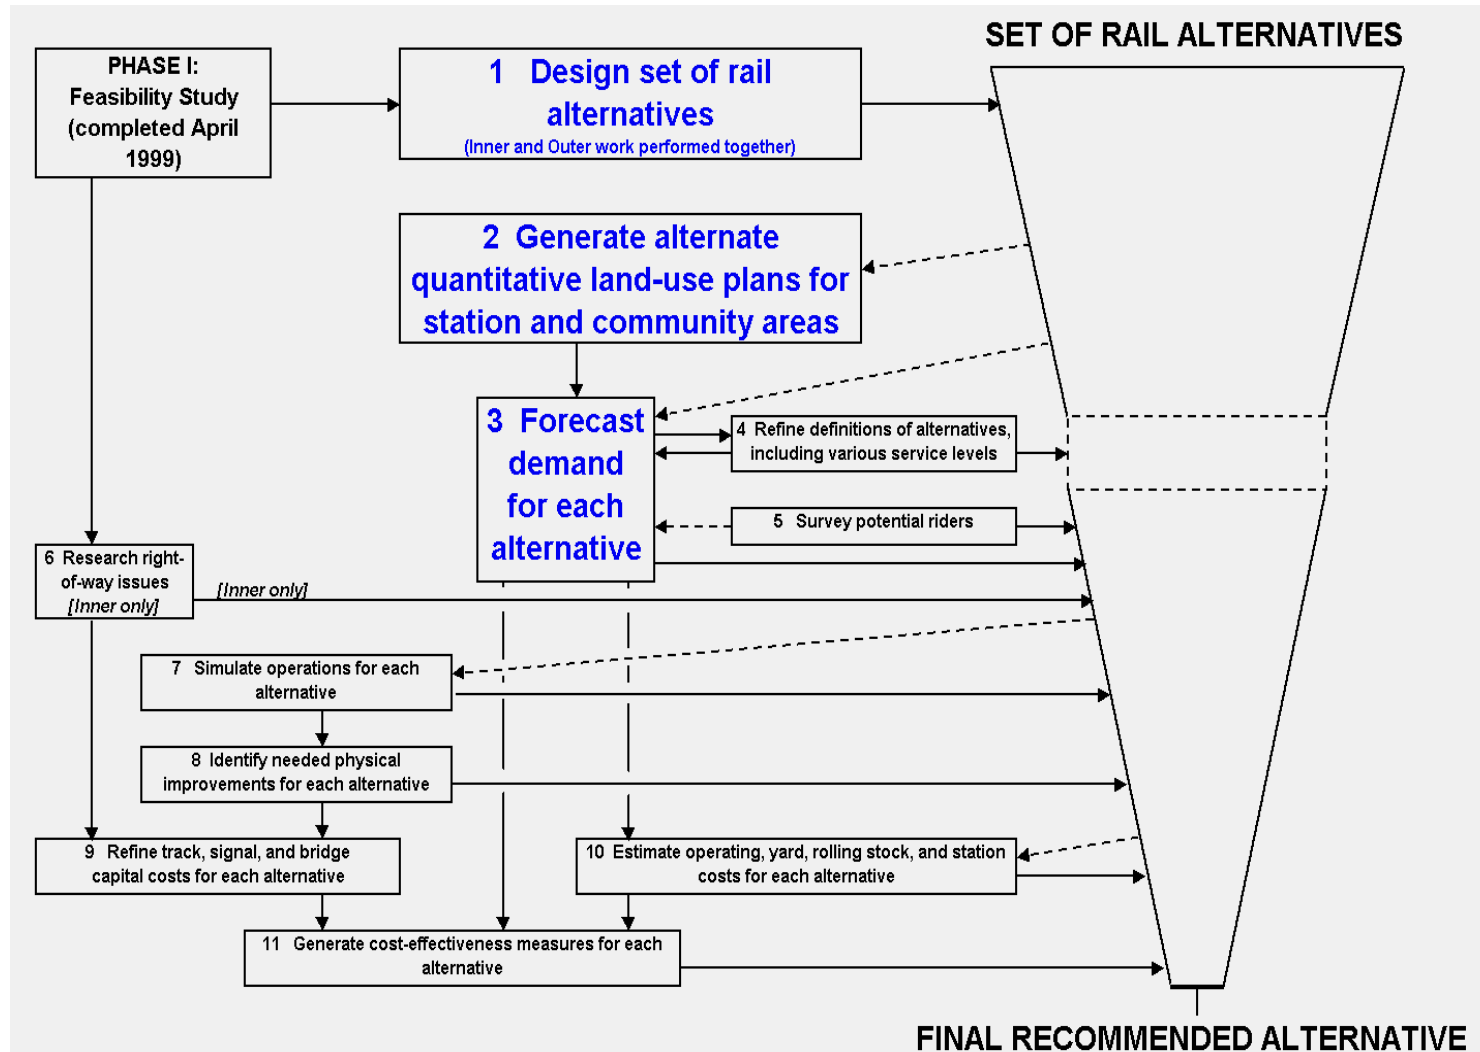 SET OF RAIL ALTERNATIVES
PHASE I:
Feasibility Study
(completed April
1999)
1 Design set of rail
alternatives
(Inner and Outer work performed together)
2 Generate alternate
quantitative land-use plans for
station and community areas
3 Forecast
demand
for each
alternative
4 Refine definitions of alternatives,
including various service levels
5 Survey potential riders
6 Research right-
of-way issues
[Inner only]
[Inner only]
7 Simulate operations for each
alternative
8 Identify needed physical
improvements for each alternative
9 Refine track, signal, and bridge
capital costs for each alternative
10 Estimate operating, yard, rolling stock, and station
costs for each alternative
11 Generate cost-effectiveness measures for each
alternative
FINAL RECOMMENDED ALTERNATIVE